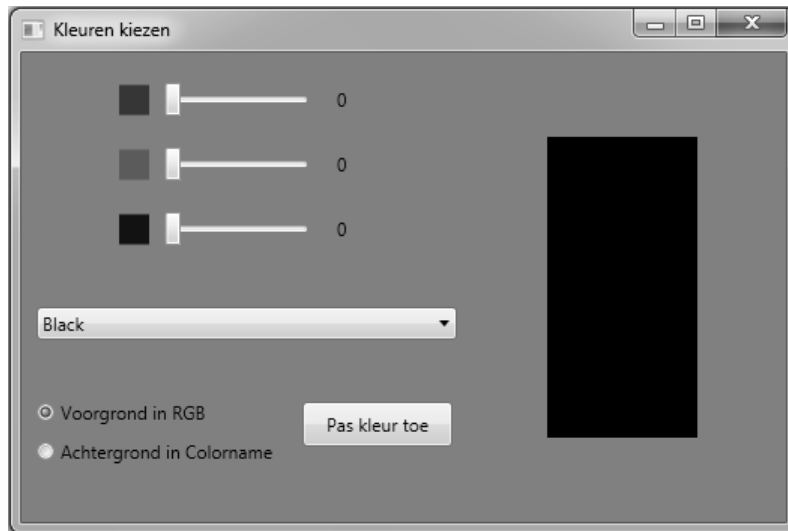 Kleuren kiezen
0
0
0
Black
Voorgrond in RGB
Pas kleur toe
Achtergrond in Colorname